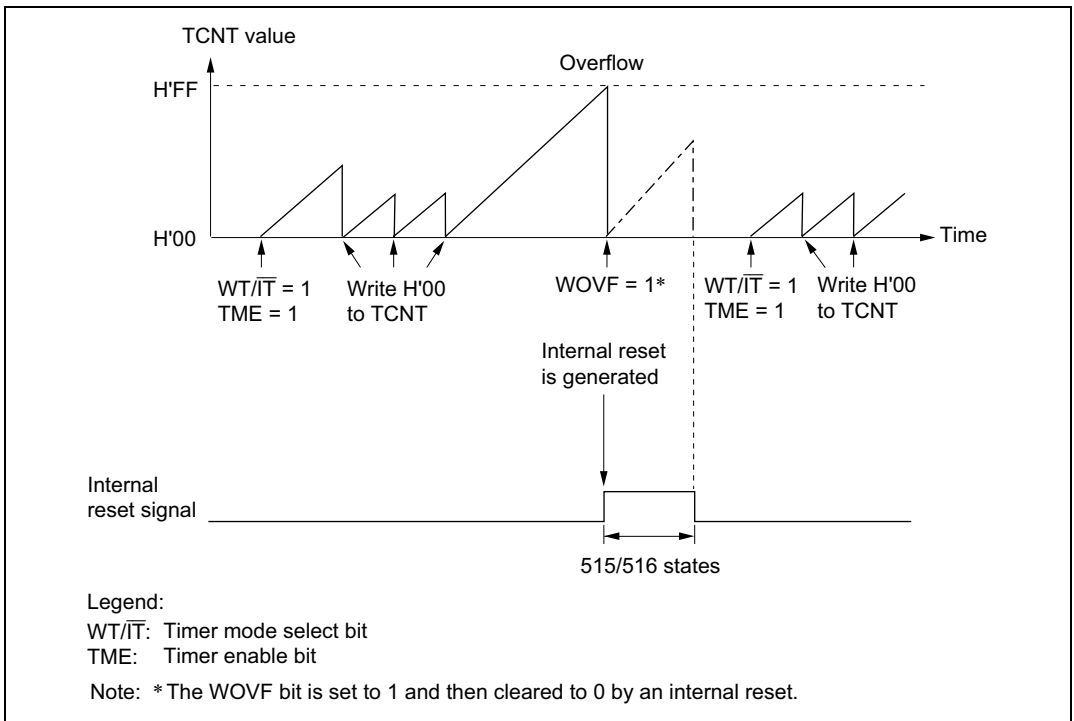 TCNT value
Overflow
H'FF
H'00
Time
WT/IT = 1
TME = 1
Write H'00
to TCNT
WOVF = 1*
WT/IT = 1
TME = 1
Write H'00
to TCNT
Internal reset
is generated
Internal
reset signal
515/516 states
Legend:
WT/IT: Timer mode select bit
TME: Timer enable bit
Note: * The WOVF bit is set to 1 and then cleared to 0 by an internal reset.